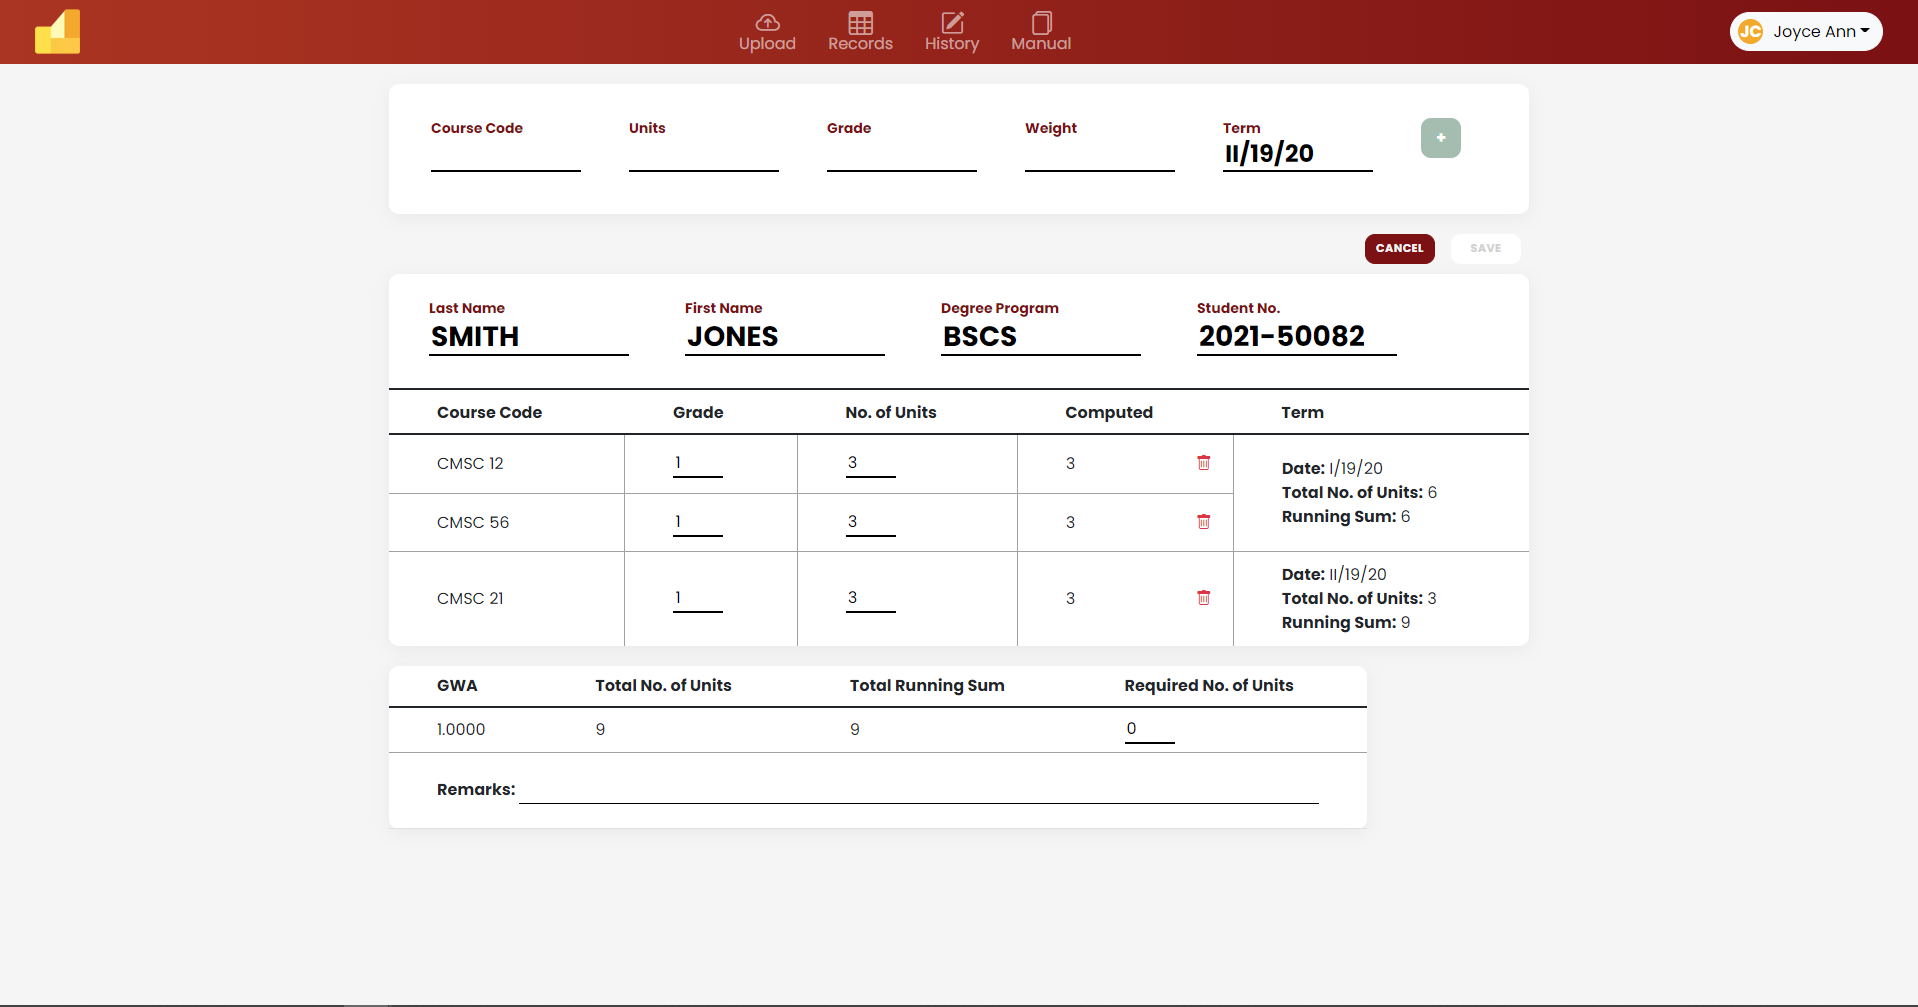 Upload Records History Manual
JC Joyce Ann
Course Code Units Grade Weight Term
II/19/20
+
CANCEL SAVE
Last Name First Name Degree Program Student No.
SMITH JONES BSCS 2021-50082
Course Code Grade No. of Units Computed Term
CMSC 12 1 3 3
Date: I/19/20
Total No. of Units: 6
Running Sum: 6
CMSC 56 1 3 3
Date: II/19/20
CMSC 21 1 3 3 Total No. of Units: 3
Running Sum: 9
GWA Total No. of Units Total Running Sum Required No. of Units
1.0000 9 9 0
Remarks: